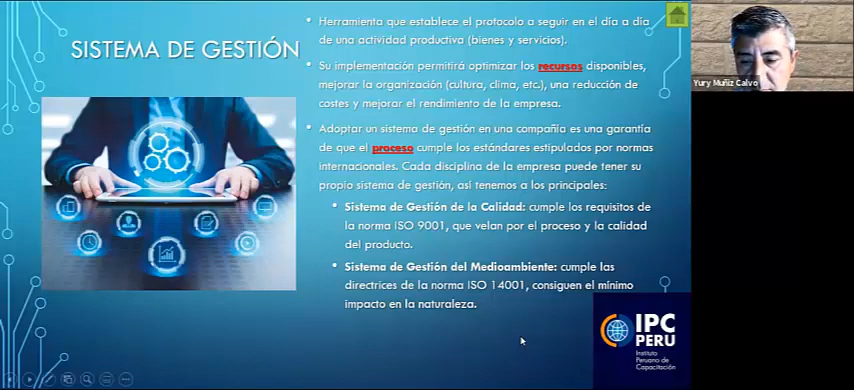 SISTEMA DE GESTIÓN
• Herramienta que establece el protocolo a seguir en el día a día
de una actividad productiva (bienes y servicios).
• Su implementación permitirá optimizar los recursos disponibles,
mejorar la organización (cultura, clima, etc.), una reducción de
costes y mejorar el rendimiento de la empresa.
• Adoptar un sistema de gestión en una compañía es una garantía
de que el proceso cumple los estándares estipulados por normas
internacionales. Cada disciplina de la empresa puede tener su
propio sistema de gestión, así tenemos a los principales:
• Sistema de Gestión de la Calidad: cumple los requisitos de
la norma ISO 9001, que velan por el proceso y la calidad
del producto.
• Sistema de Gestión del Medioambiente: cumple las
directrices de la norma ISO 14001, consiguen el mínimo
impacto en la naturaleza.
IPC
PERU
Instituto
Peruano de
Capacitación
Yury Muñiz Calvo